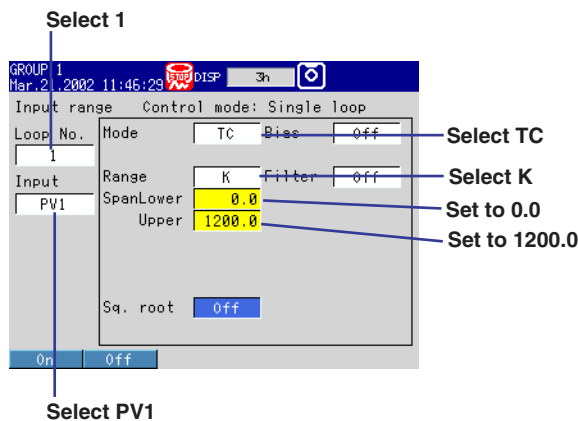 Select 1
GROUP 1
Mar.21.2002 11:46:29 STOP DISP 3h
Input range Control mode: Single loop
Loop No. Mode TC Bias Off Select TC
1
Input Range K Filter Off Select K
PV1 SpanLower 0.0 Set to 0.0
Upper 1200.0 Set to 1200.0
Sq. root Off
On Off
Select PV1